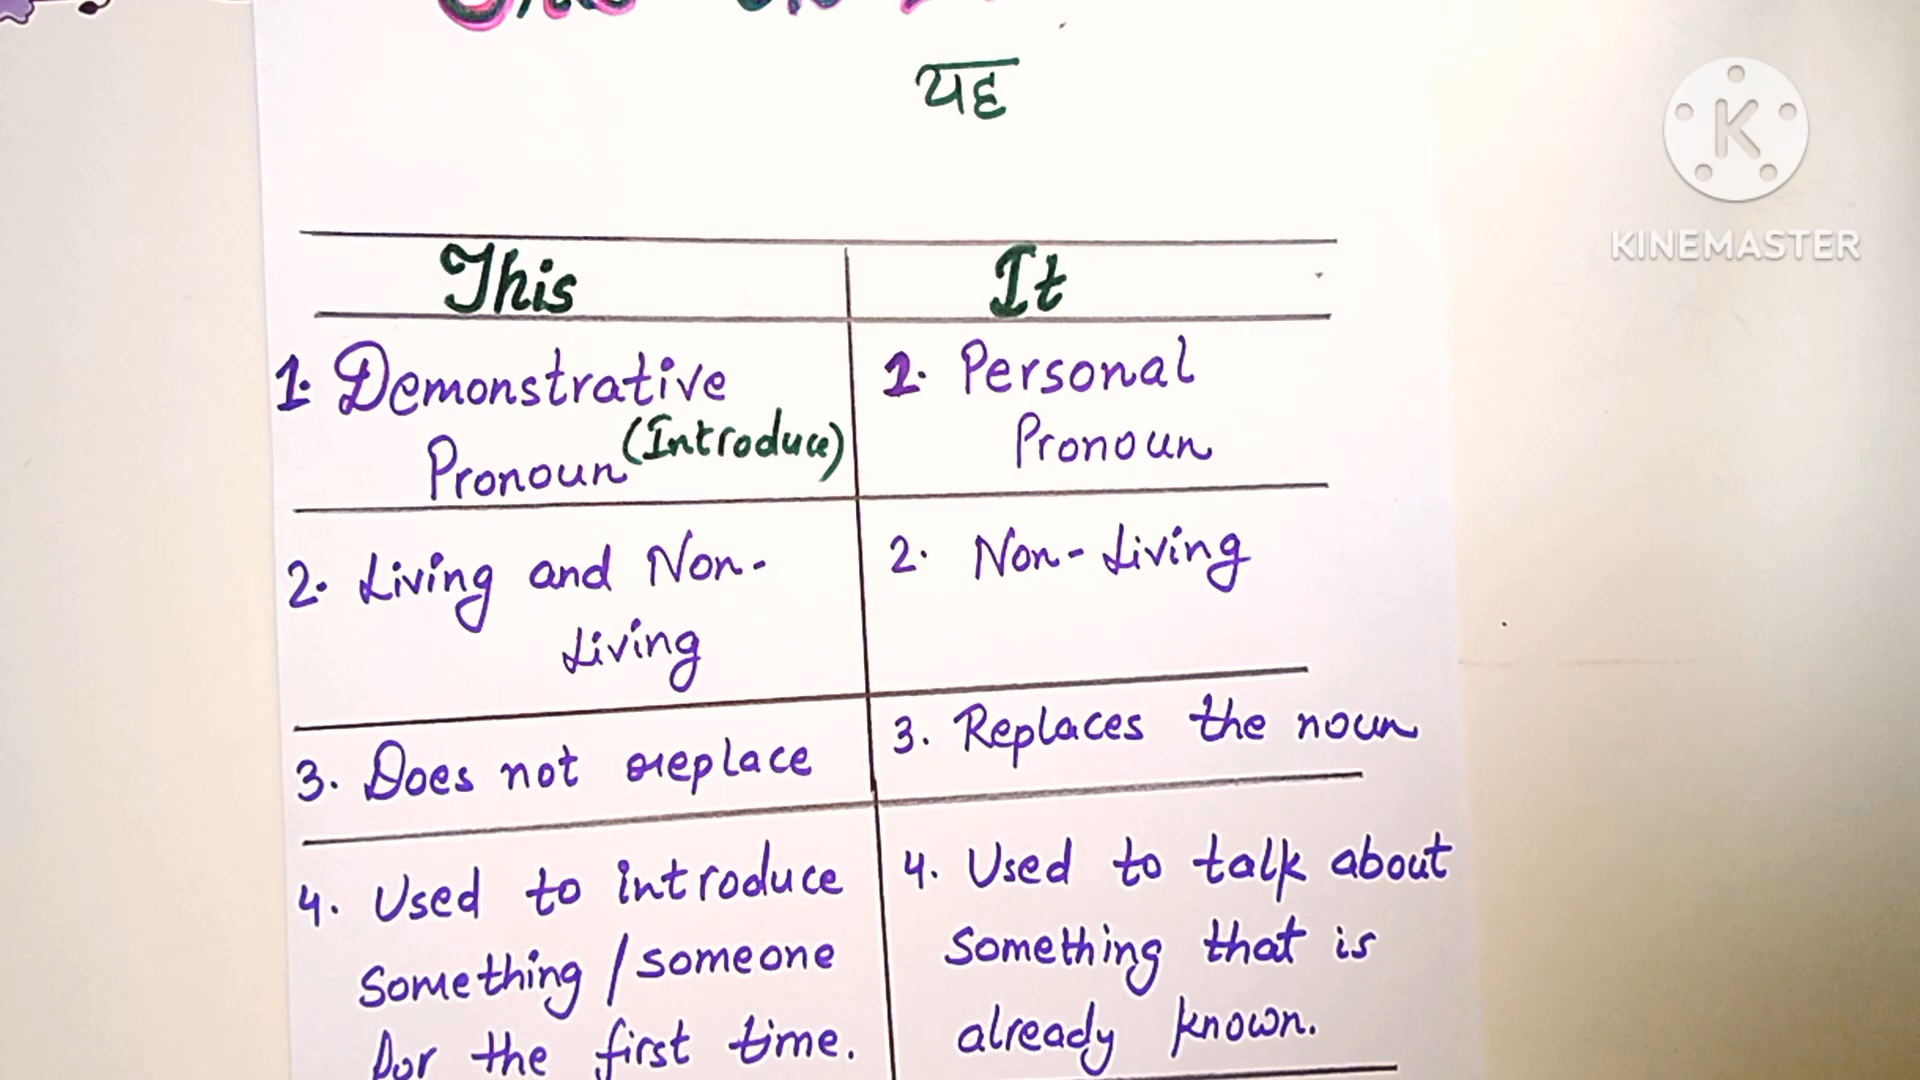 यह
K
KINEMASTER
This
It
1. Demonstrative
Pronoun (Introduce)
1. Personal
Pronoun
2. Living and Non-
Living
2. Non-Living
3. Does not replace
3. Replaces the noun
4. Used to introduce
Something / someone
for the first time.
4. Used to talk about
Something that is
already known.